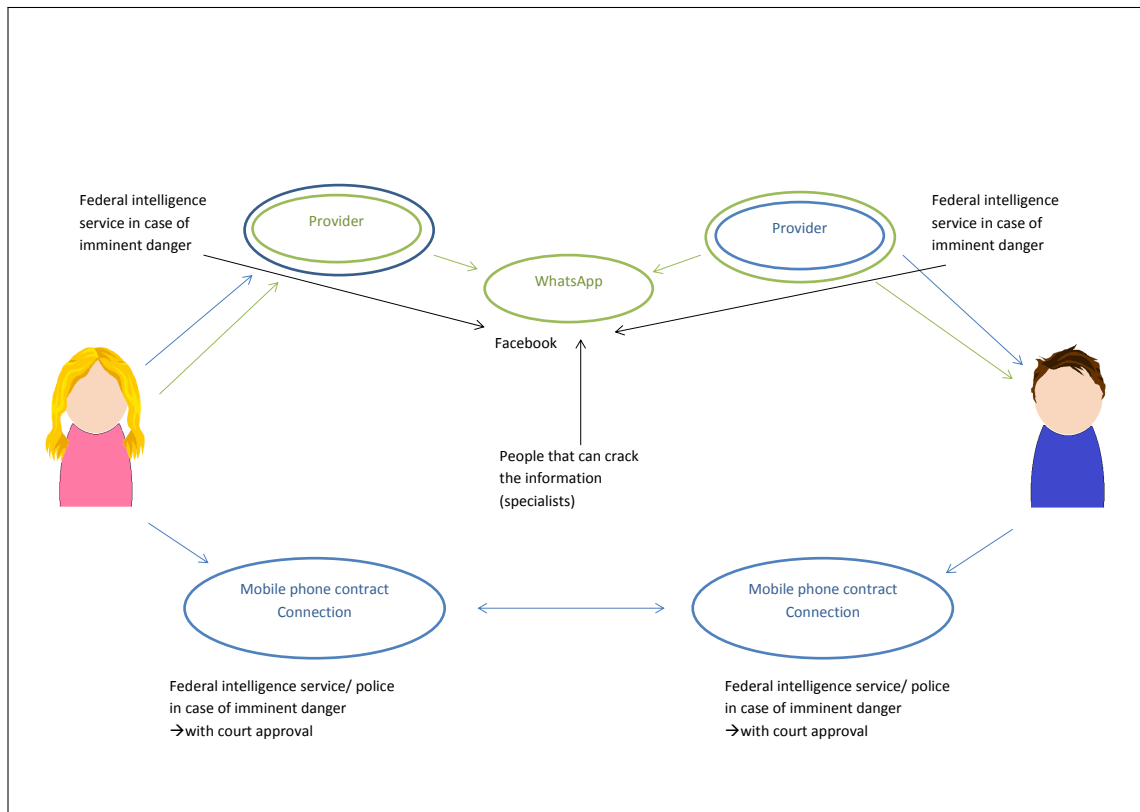 Federal intelligence
service in case of
imminent danger
Provider
Provider
Federal intelligence
service in case of
imminent danger
WhatsApp
Facebook
People that can crack
the information
(specialists)
Mobile phone contract
Connection
Mobile phone contract
Connection
Federal intelligence service/ police
in case of imminent danger
→with court approval
Federal intelligence service/ police
in case of imminent danger
→with court approval